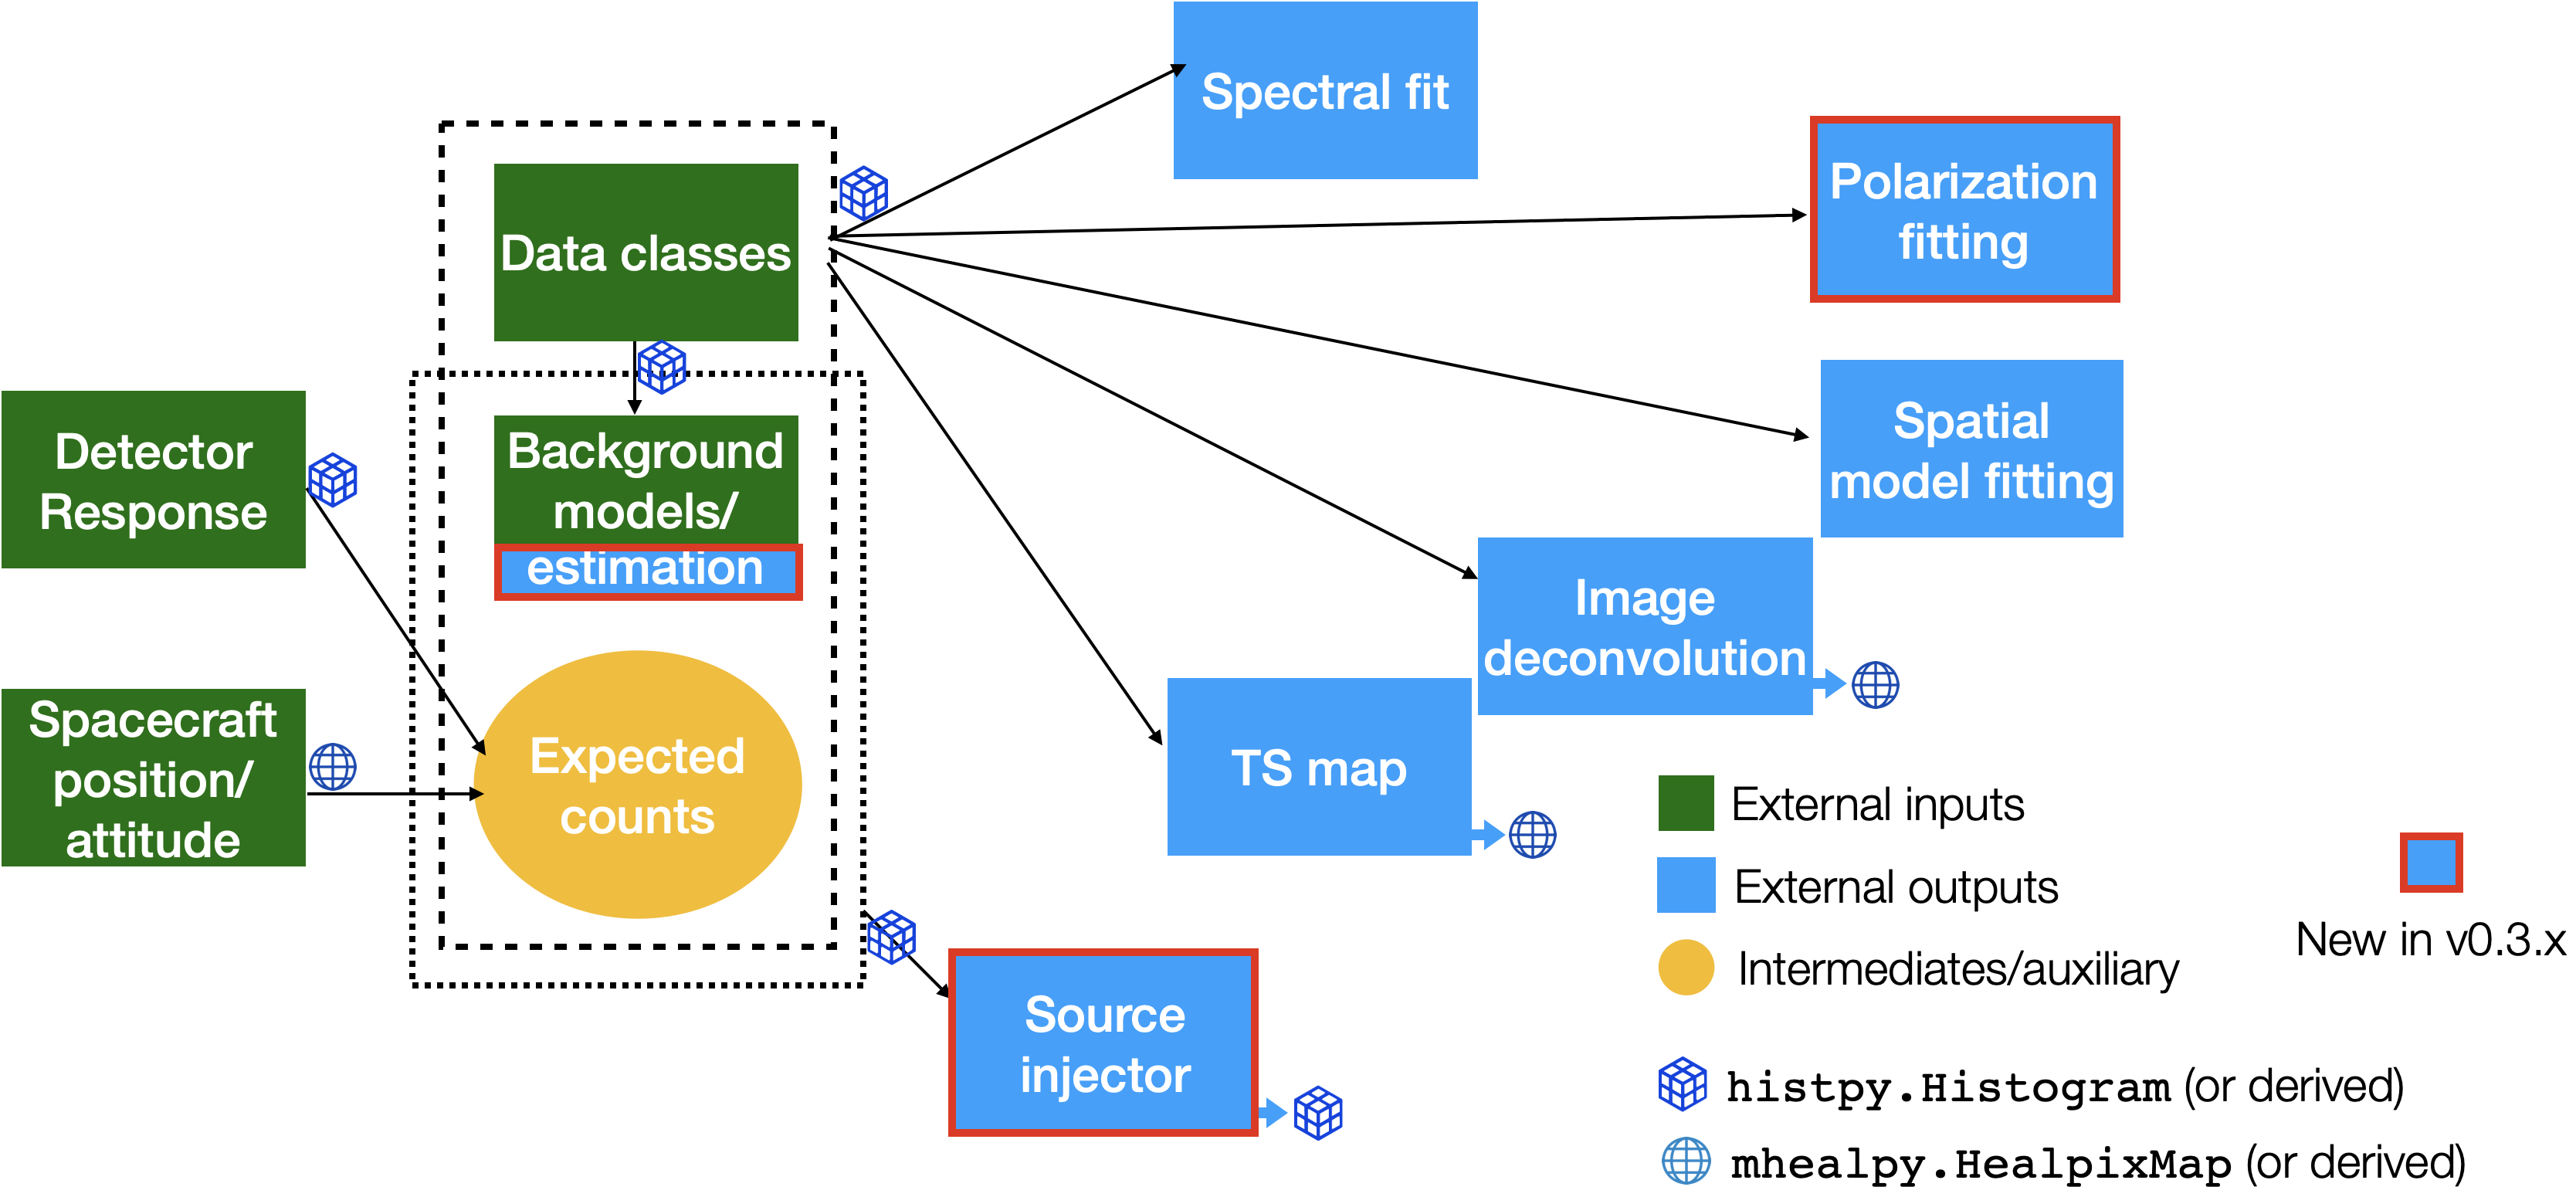 Spectral fit
Polarization
fitting
Data classes
Spatial
model fitting
Detector
Response
Background
models/
estimation
Image
deconvolution
Spacecraft
position/
attitude
Expected
counts
TS map
Source
injector
External inputs
External outputs
Intermediates/auxiliary
New in v0.3.x
histpy.Histogram (or derived)
mhealpy.HealpixMap (or derived)